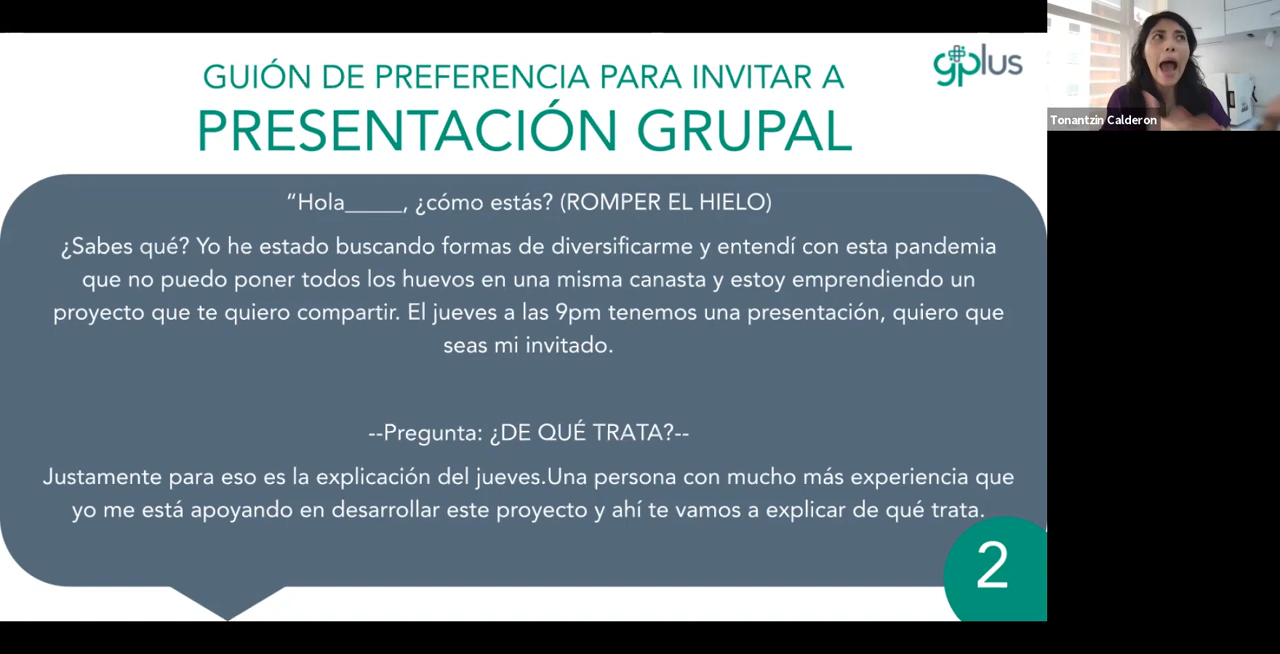 GUIÓN DE PREFERENCIA PARA INVITAR A
gplus
PRESENTACIÓN GRUPAL
Tonantzin Calderon
“Hola_____, ¿cómo estás? (ROMPER EL HIELO)
¿Sabes qué? Yo he estado buscando formas de diversificarme y entendí con esta pandemia
que no puedo poner todos los huevos en una misma canasta y estoy emprendiendo un
proyecto que te quiero compartir. El jueves a las 9pm tenemos una presentación, quiero que
seas mi invitado.
--Pregunta: ¿DE QUÉ TRATA?--
Justamente para eso es la explicación del jueves.Una persona con mucho más experiencia que
yo me está apoyando en desarrollar este proyecto y ahí te vamos a explicar de qué trata.
2